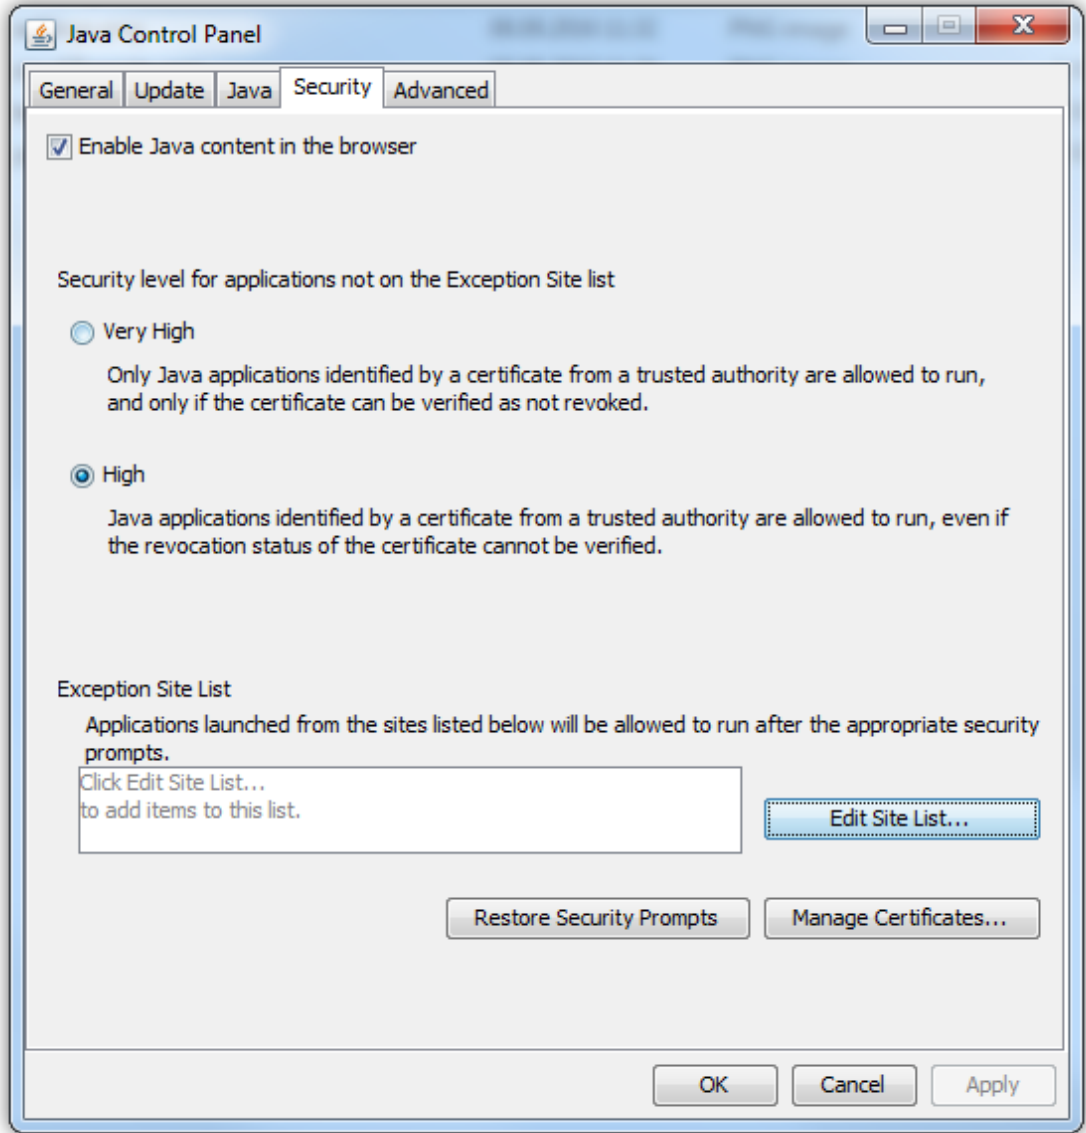 Java Control Panel
General Update Java Security Advanced
Enable Java content in the browser
Security level for applications not on the Exception Site list
Very High
Only Java applications identified by a certificate from a trusted authority are allowed to run,
and only if the certificate can be verified as not revoked.
High
Java applications identified by a certificate from a trusted authority are allowed to run, even if
the revocation status of the certificate cannot be verified.
Exception Site List
Applications launched from the sites listed below will be allowed to run after the appropriate security
prompts.
Click Edit Site List...
to add items to this list.
Edit Site List...
Restore Security Prompts Manage Certificates...
OK Cancel Apply